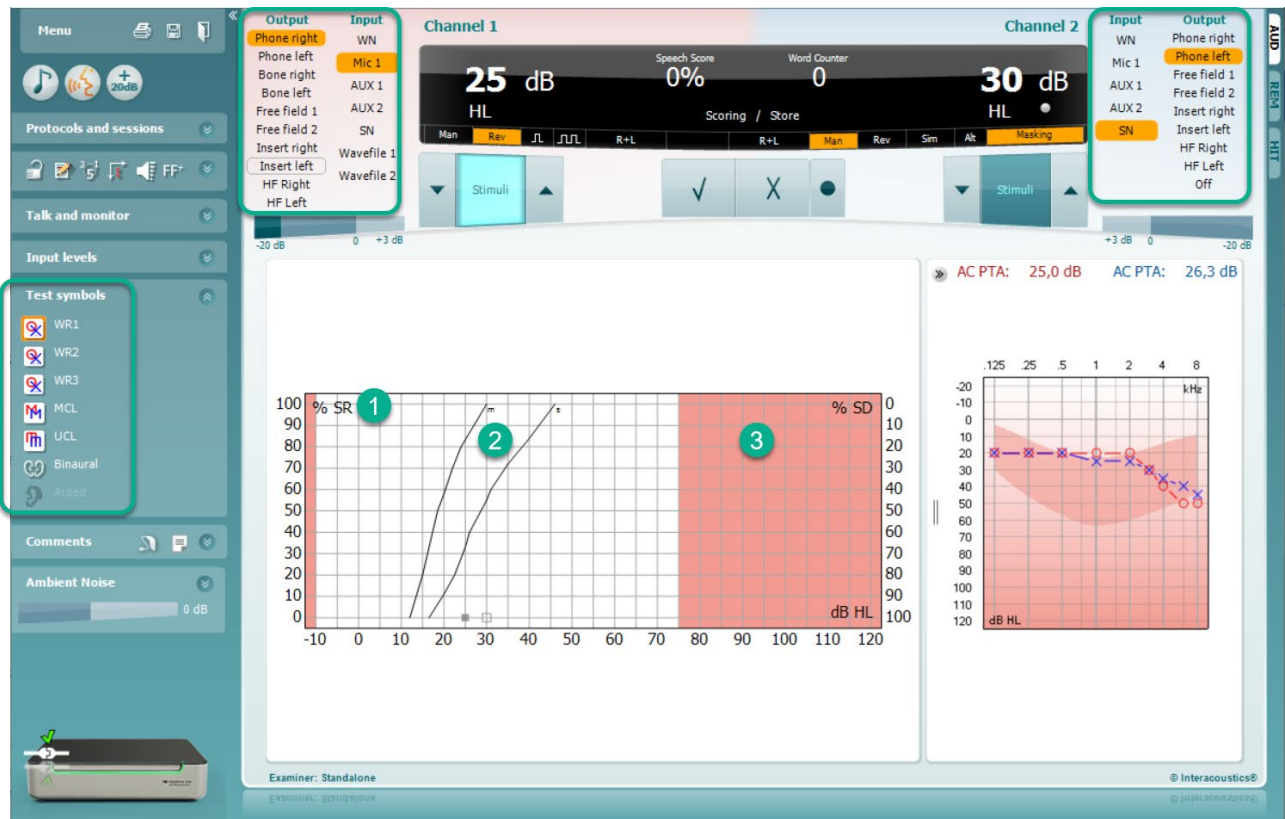 Menu
20dB
Protocols and sessions
FF+
Talk and monitor
Input levels
Test symbols
WR1
WR2
WR3
MCL
UCL
Binaural
Aided
Comments
Ambient Noise
0 dB
Output Input
Phone right WN
Phone left Mic 1
Bone right
Bone left AUX 1
Free field 1 AUX 2
Free field 2 SN
Insert right Wavefile 1
Insert left Wavefile 2
HF Right
HF Left
-20 dB 0 +3 dB
Channel 1 Channel 2
Speech Score Word Counter
25 dB 0% 0 30 dB
HL Scoring / Store HL
Man Rev R+L R+L Man Rev Sim Alt Masking
Stimuli Stimuli
Input Output
WN Phone right
Mic 1 Phone left
AUX 1 Free field 1
Free field 2
AUX 2 Insert right
SN Insert left
HF Right
HF Left
Off
+3 dB 0 -20 dB
AUD
REM
HIT
100 % SR 1 2 3 % SD 0
90 10
80 20
70 30
60 40
50 50
40 60
30 70
20 80
10 90
0 dB HL 100
-10 0 10 20 30 40 50 60 70 80 90 100 110 120
m s
AC PTA: 25,0 dB AC PTA: 26,3 dB
.125 .25 .5 1 2 4 8
kHz
-20
-10
0
10
20
30
40
50
60
70
80
90
100
110
120 dB HL
Examiner: Standalone © Interacoustics®